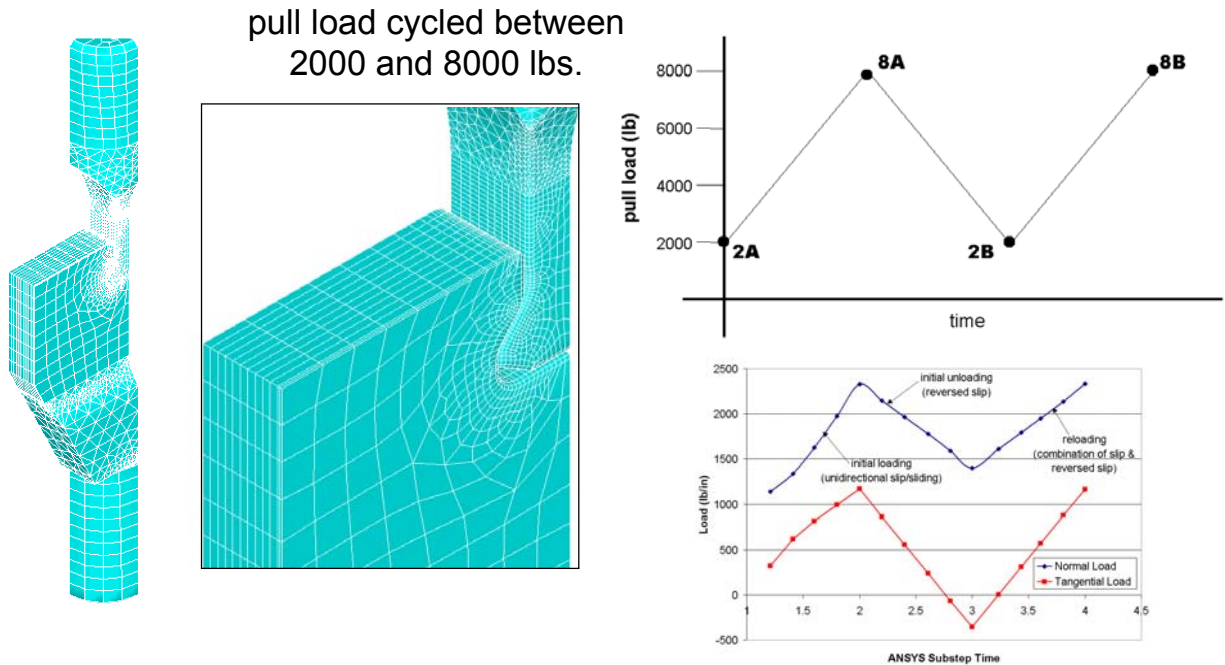 pull load cycled between
2000 and 8000 lbs.
pull load (lb)
8000
6000
4000
2000
2A
8A
2B
8B
time
Load (lb/in)
2500
2000
1500
1000
500
0
-500
1
1.5
2
2.5
3
3.5
4
4.5
initial unloading
(reversed slip)
initial loading
(unidirectional slip/sliding)
reloading
(combination of slip &
reversed slip)
Normal Load
Tangential Load
ANSYS Substep Time